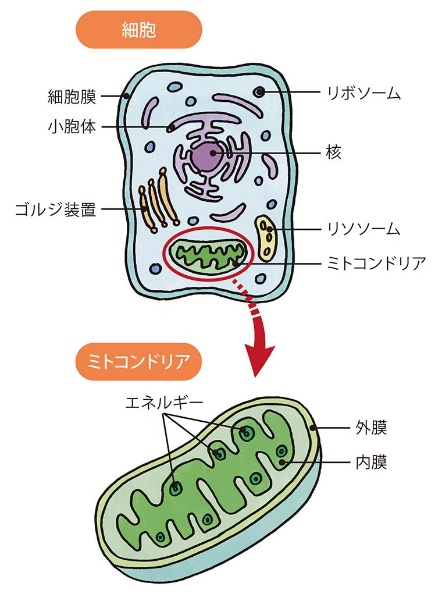 細胞
細胞膜
リボソーム
小胞体
核
ゴルジ装置
リソソーム
ミトコンドリア
ミトコンドリア
エネルギー
外膜
内膜